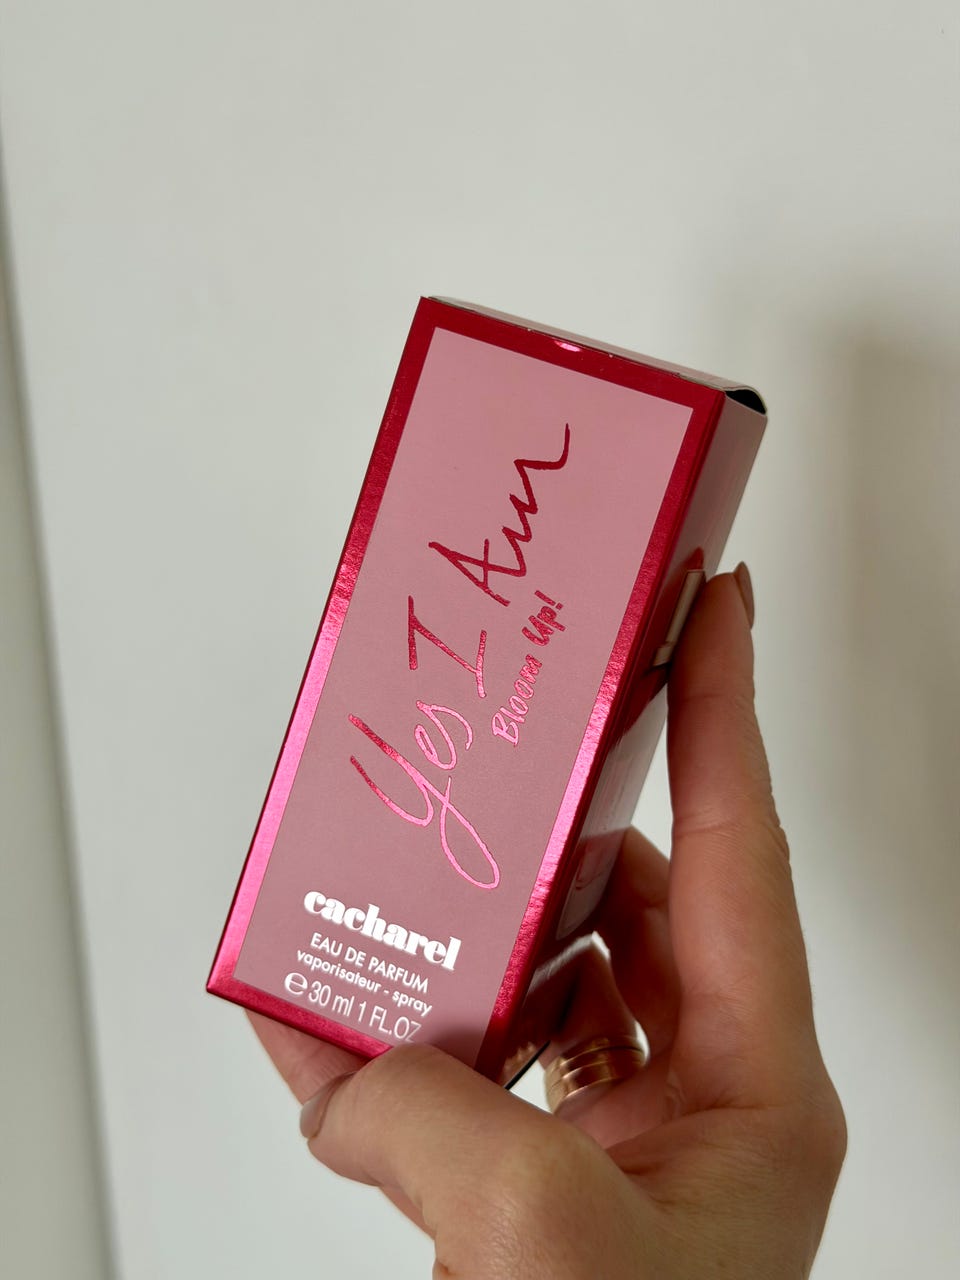 Yes I Am
Bloom Up!
cacharel
EAU DE PARFUM
vaporisateur - spray
℮ 30 ml 1 FL.OZ